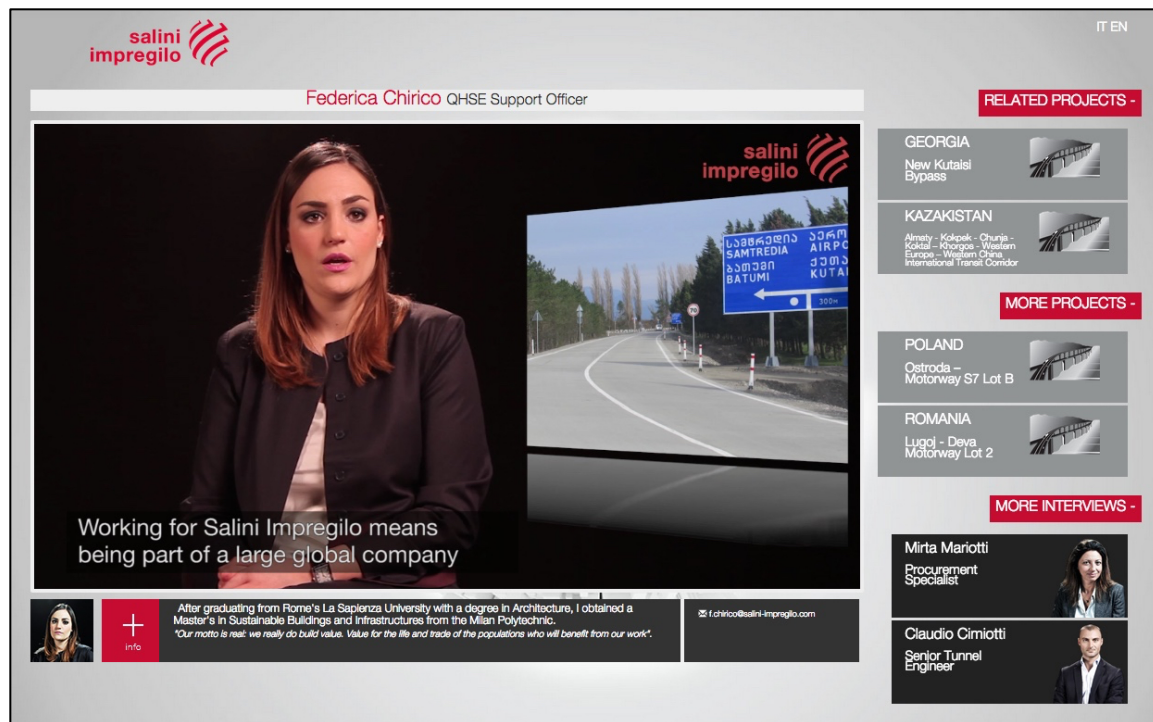 salini
impregilo
IT EN
Federica Chirico QHSE Support Officer
salini
impregilo
სამტრედია
SAMTREDIA
ბათუმი
BATUMI
300м
70
Working for Salini Impregilo means
being part of a large global company
info
After graduating from Rome's La Sapienza University with a degree in Architecture, I obtained a
Master's in Sustainable Buildings and Infrastructures from the Milan Polytechnic.
"Our motto is real: we really do build value. Value for the life and trade of the populations who will benefit from our work".
f.chirico@salini-impregilo.com
RELATED PROJECTS -
GEORGIA
New Kutaisi
Bypass
KAZAKISTAN
Almaty - Kokpek - Chunja -
Koktal – Khorgos - Western
Europe – Western China
International Transit Corridor
MORE PROJECTS -
POLAND
Ostroda –
Motorway S7 Lot B
ROMANIA
Lugoj - Deva
Motorway Lot 2
MORE INTERVIEWS -
Mirta Mariotti
Procurement
Specialist
Claudio Cimiotti
Senior Tunnel
Engineer